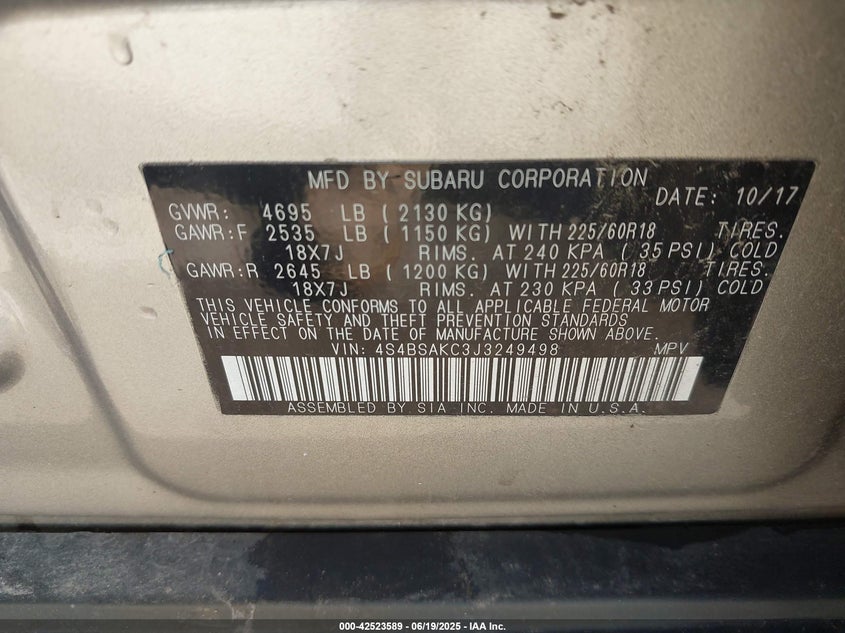 MFD BY SUBARU CORPORATION
DATE: 10/17
GVWR: 4695 LB ( 2130 KG)
GAWR:F 2535 LB ( 1150 KG) WITH 225/60R18 TIRES.
18X7J RIMS. AT 240 KPA ( 35 PSI) COLD
GAWR:R 2645 LB ( 1200 KG) WITH 225/60R18 TIRES.
18X7J RIMS. AT 230 KPA ( 33 PSI) COLD
THIS VEHICLE CONFORMS TO ALL APPLICABLE FEDERAL MOTOR
VEHICLE SAFETY AND THEFT PREVENTION STANDARDS
IN EFFECT ON THE DATE OF MANUFACTURE SHOWN ABOVE.
VIN: 4S4BSAKC3J3249498 MPV
ASSEMBLED BY SIA INC. MADE IN U.S.A.
000-42523589 - 06/19/2025 - IAA Inc.